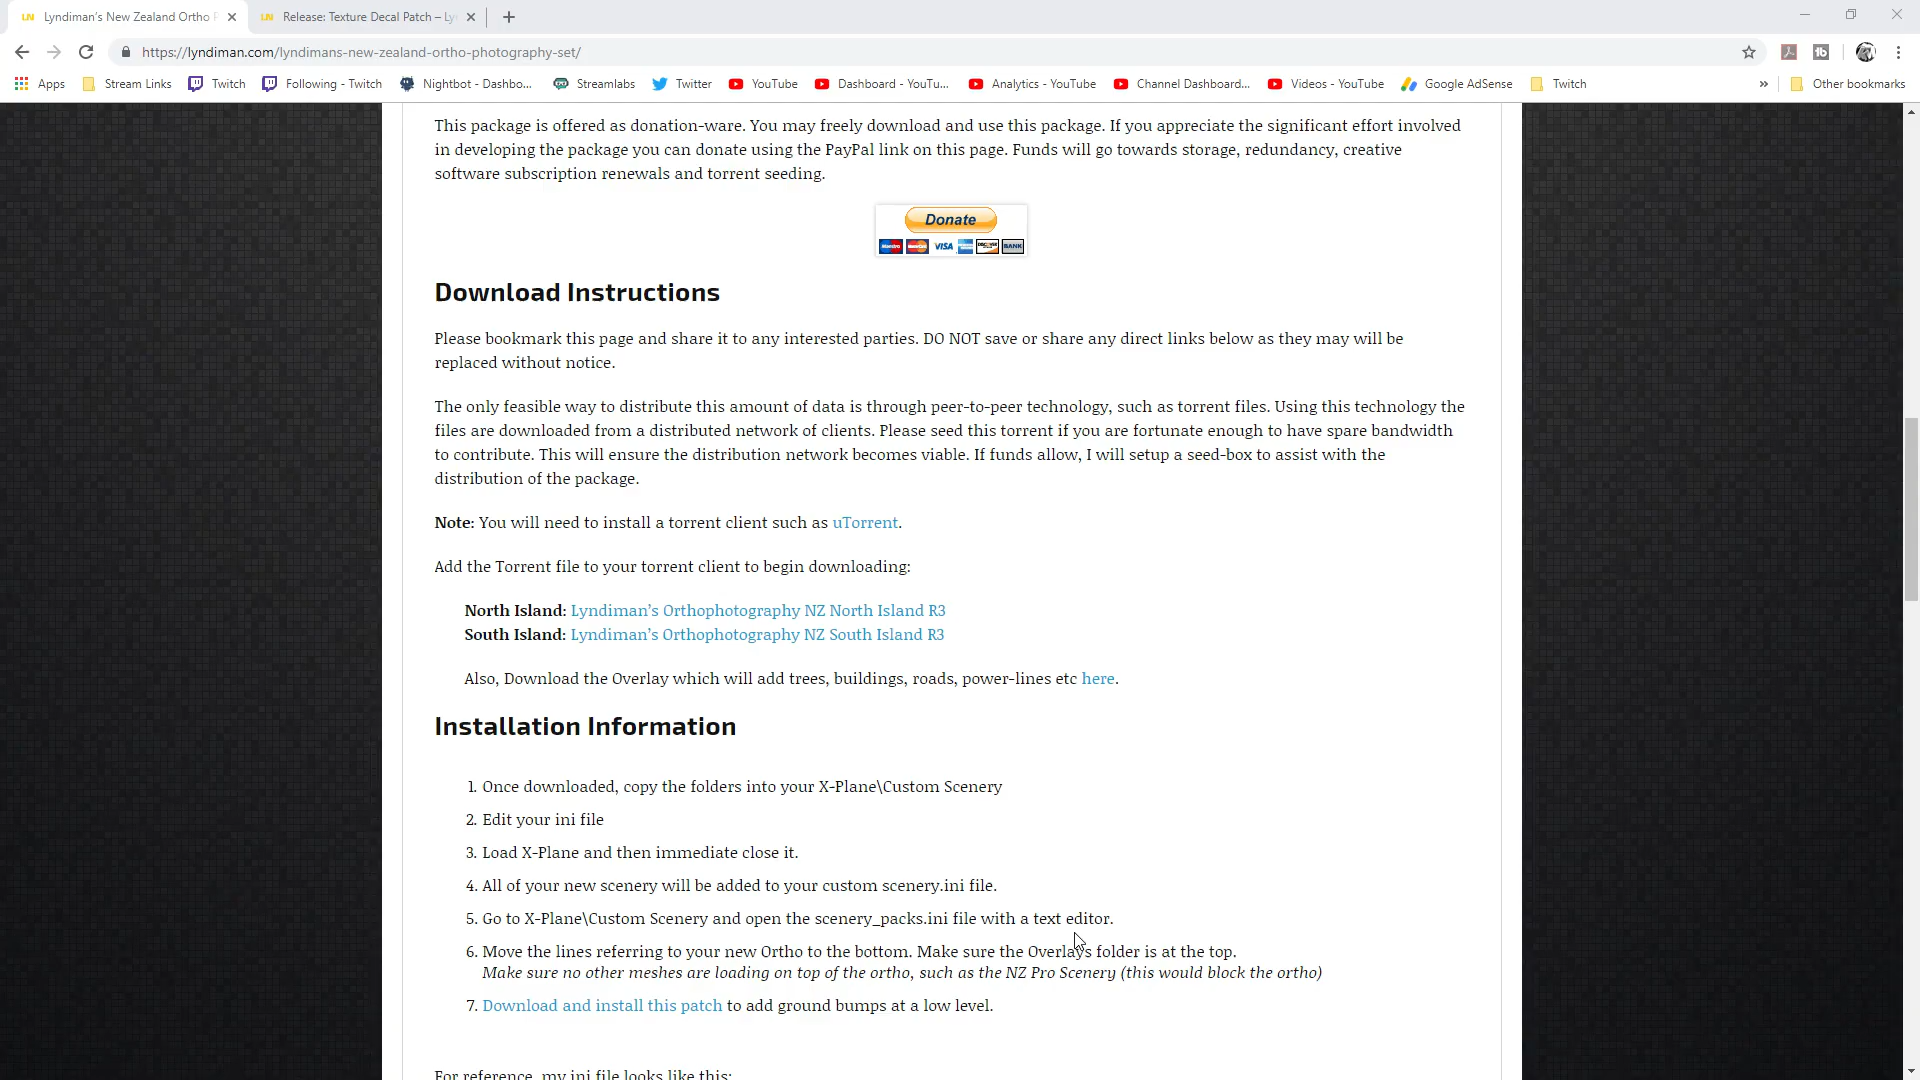 Lyndiman's New Zealand Ortho P
Release: Texture Decal Patch – Ly
https://lyndiman.com/lyndimans-new-zealand-ortho-photography-set/
Apps
Stream Links
Twitch
Following - Twitch
Nightbot - Dashbo...
Streamlabs
Twitter
YouTube
Dashboard - YouTu...
Analytics - YouTube
Channel Dashboard...
Videos - YouTube
Google AdSense
Twitch
»
Other bookmarks
This package is offered as donation-ware. You may freely download and use this package. If you appreciate the significant effort involved
in developing the package you can donate using the PayPal link on this page. Funds will go towards storage, redundancy, creative
software subscription renewals and torrent seeding.
Donate
VISA
BANK
Download Instructions
Please bookmark this page and share it to any interested parties. DO NOT save or share any direct links below as they may will be
replaced without notice.
The only feasible way to distribute this amount of data is through peer-to-peer technology, such as torrent files. Using this technology the
files are downloaded from a distributed network of clients. Please seed this torrent if you are fortunate enough to have spare bandwidth
to contribute. This will ensure the distribution network becomes viable. If funds allow, I will setup a seed-box to assist with the
distribution of the package.
Note: You will need to install a torrent client such as uTorrent.
Add the Torrent file to your torrent client to begin downloading:
North Island: Lyndiman's Orthophotography NZ North Island R3
South Island: Lyndiman's Orthophotography NZ South Island R3
Also, Download the Overlay which will add trees, buildings, roads, power-lines etc here.
Installation Information
1. Once downloaded, copy the folders into your X-Plane\Custom Scenery
2. Edit your ini file
3. Load X-Plane and then immediate close it.
4. All of your new scenery will be added to your custom scenery.ini file.
5. Go to X-Plane\Custom Scenery and open the scenery_packs.ini file with a text editor.
6. Move the lines referring to your new Ortho to the bottom. Make sure the Overlays folder is at the top.
Make sure no other meshes are loading on top of the ortho, such as the NZ Pro Scenery (this would block the ortho)
7. Download and install this patch to add ground bumps at a low level.
For reference, my ini file looks like this: